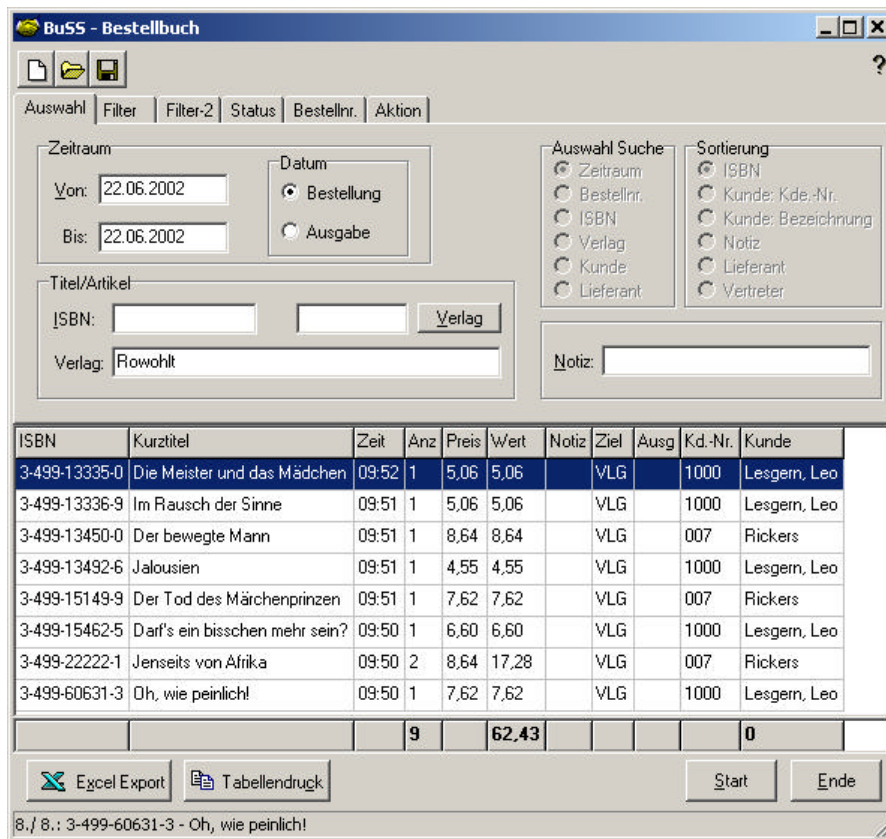 BuSS - Bestellbuch
?
Auswahl Filter Filter-2 Status Bestellnr. Aktion
Zeitraum
Datum
Von: 22.06.2002
Bestellung
Bis: 22.06.2002
Ausgabe
Auswahl Suche
Zeitraum
Bestellnr.
ISBN
Verlag
Kunde
Lieferant
Sortierung
ISBN
Kunde: Kde.-Nr.
Kunde: Bezeichnung
Notiz
Lieferant
Vertreter
Titel/Artikel
ISBN: Verlag
Verlag: Rowohlt
Notiz:
ISBN Kurztitel Zeit Anz Preis Wert Notiz Ziel Ausg Kd.-Nr. Kunde
3-499-13335-0 Die Meister und das Mädchen 09:52 1 5,06 5,06 VLG 1000 Lesgern, Leo
3-499-13336-9 Im Rausch der Sinne 09:51 1 5,06 5,06 VLG 1000 Lesgern, Leo
3-499-13450-0 Der bewegte Mann 09:51 1 8,64 8,64 VLG 007 Rickers
3-499-13492-6 Jalousien 09:51 1 4,55 4,55 VLG 1000 Lesgern, Leo
3-499-15149-9 Der Tod des Märchenprinzen 09:51 1 7,62 7,62 VLG 007 Rickers
3-499-15462-5 Darf's ein bisschen mehr sein? 09:50 1 6,60 6,60 VLG 1000 Lesgern, Leo
3-499-22222-1 Jenseits von Afrika 09:50 2 8,64 17,28 VLG 007 Rickers
3-499-60631-3 Oh, wie peinlich! 09:50 1 7,62 7,62 VLG 1000 Lesgern, Leo
9 62,43 0
Excel Export Tabellendruck Start Ende
8./ 8.: 3-499-60631-3 - Oh, wie peinlich!